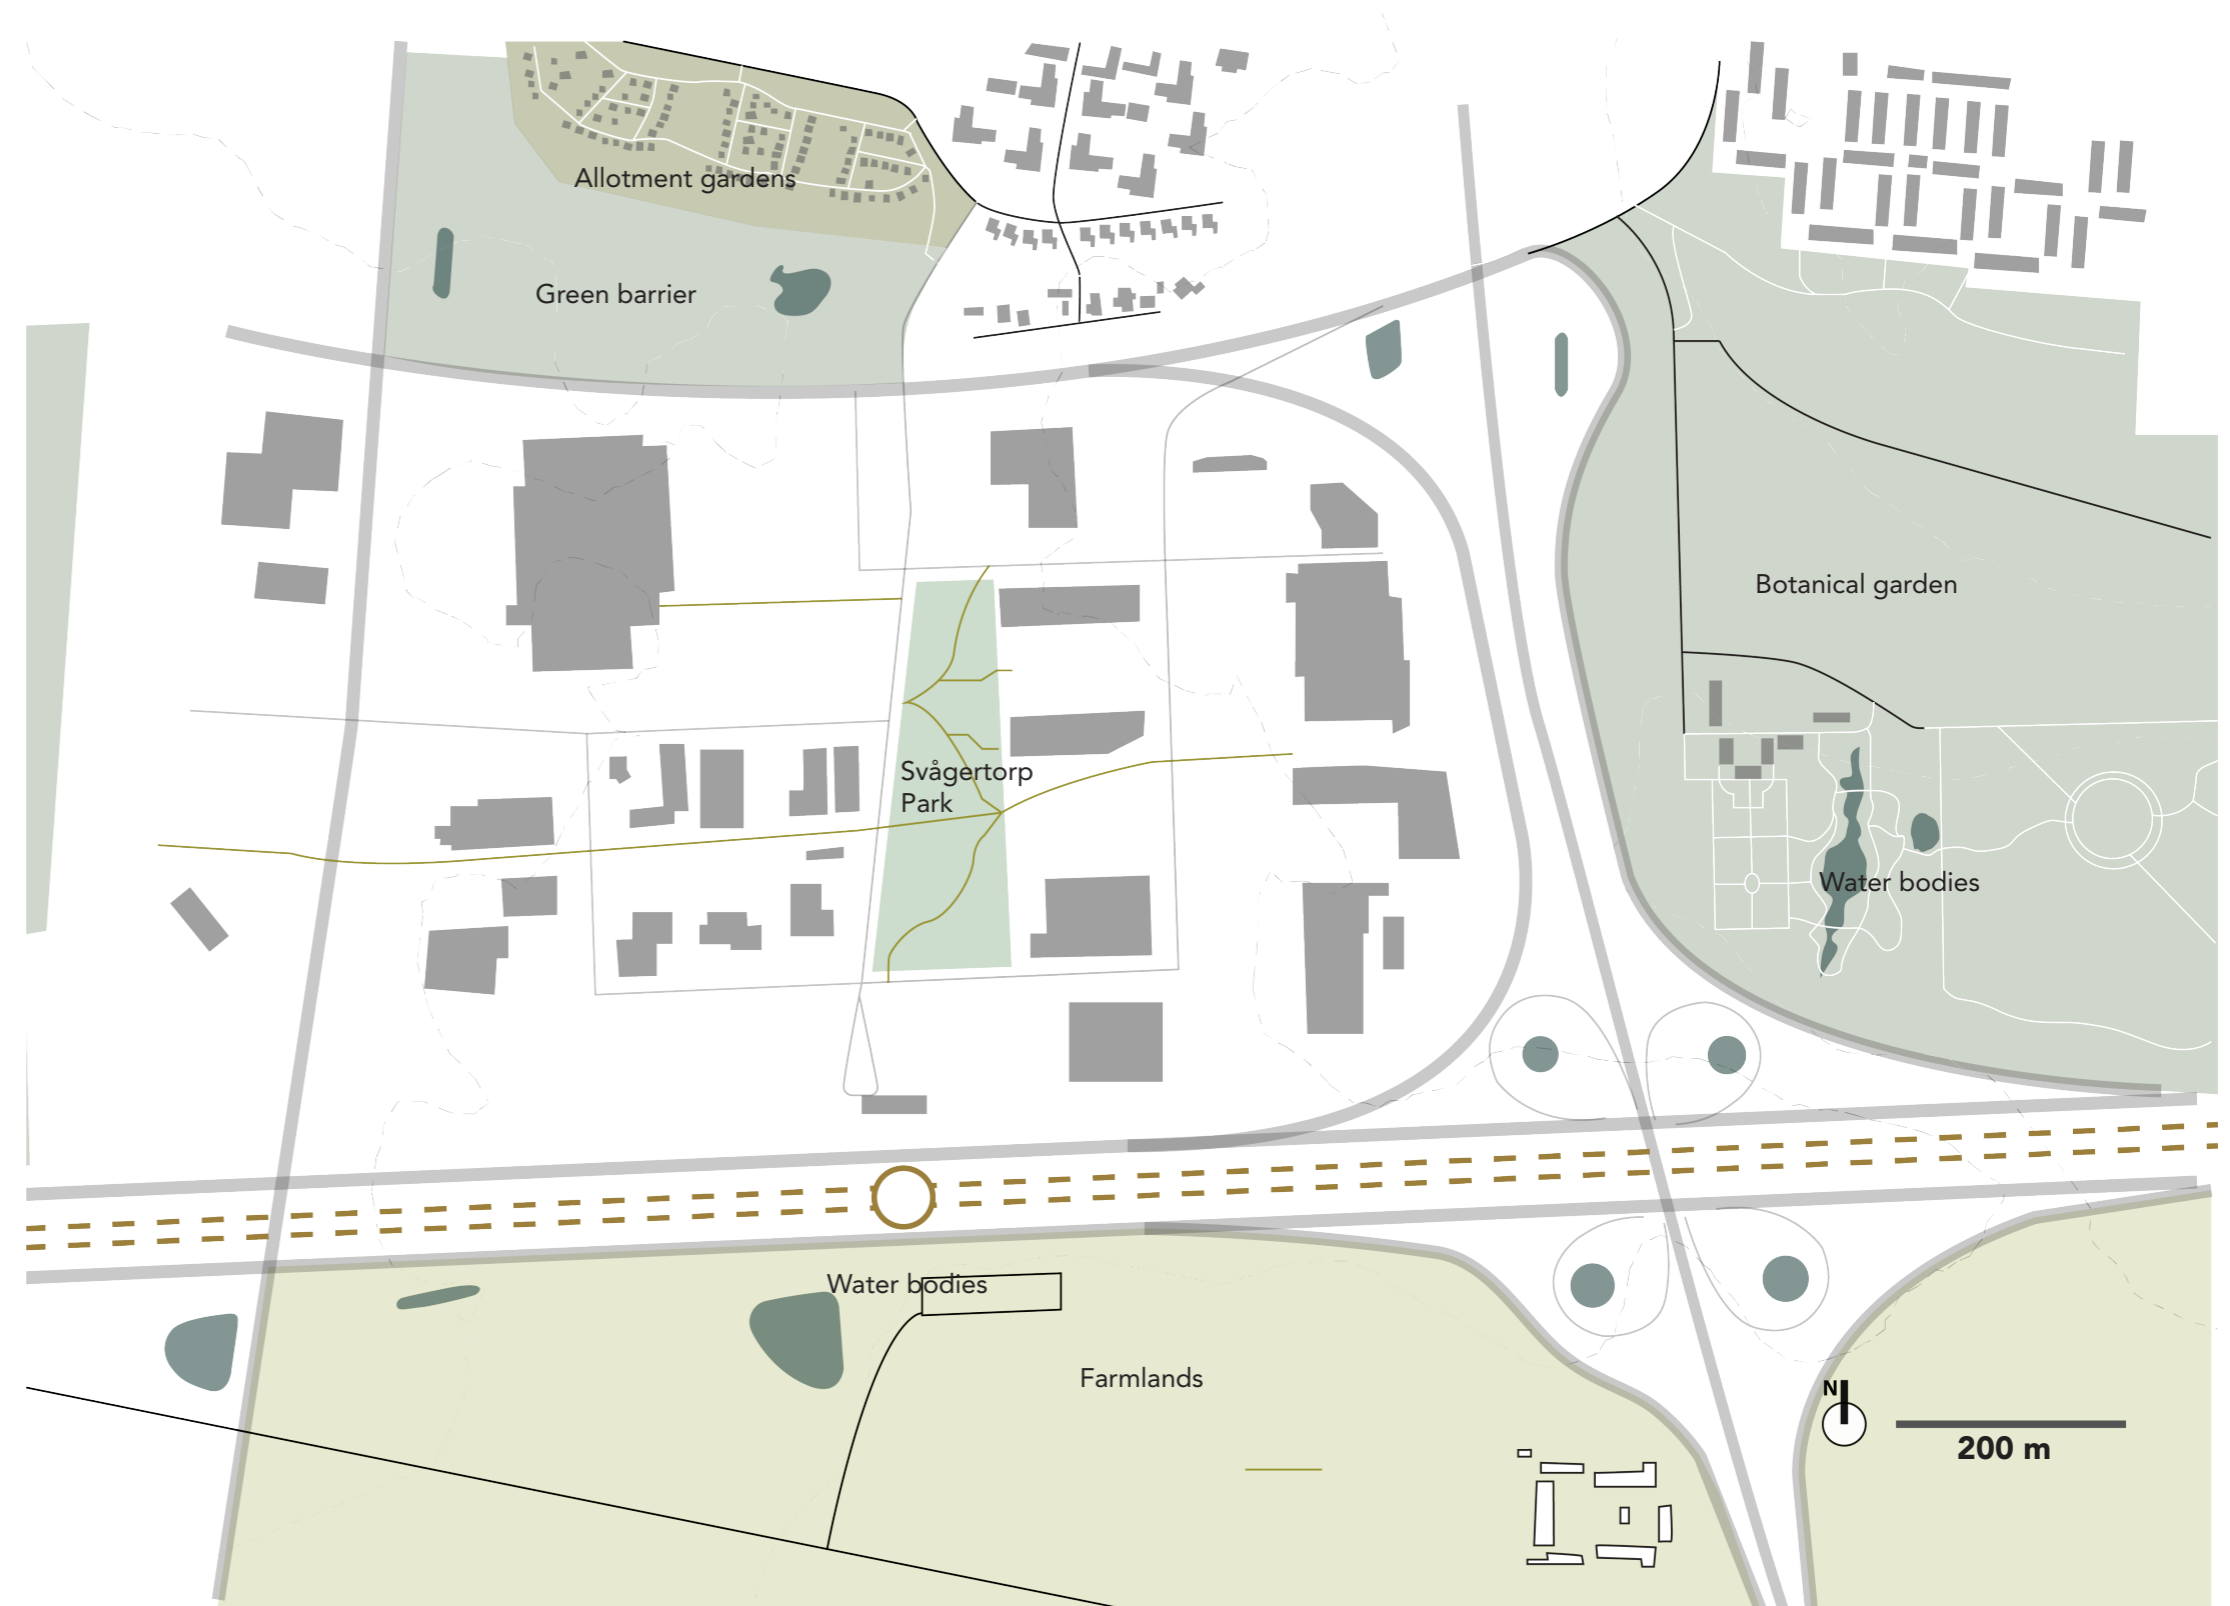 Allotment gardens
Green barrier
Botanical garden
Svågertorp
Park
Water bodies
Water bodies
Farmlands
N
200 m